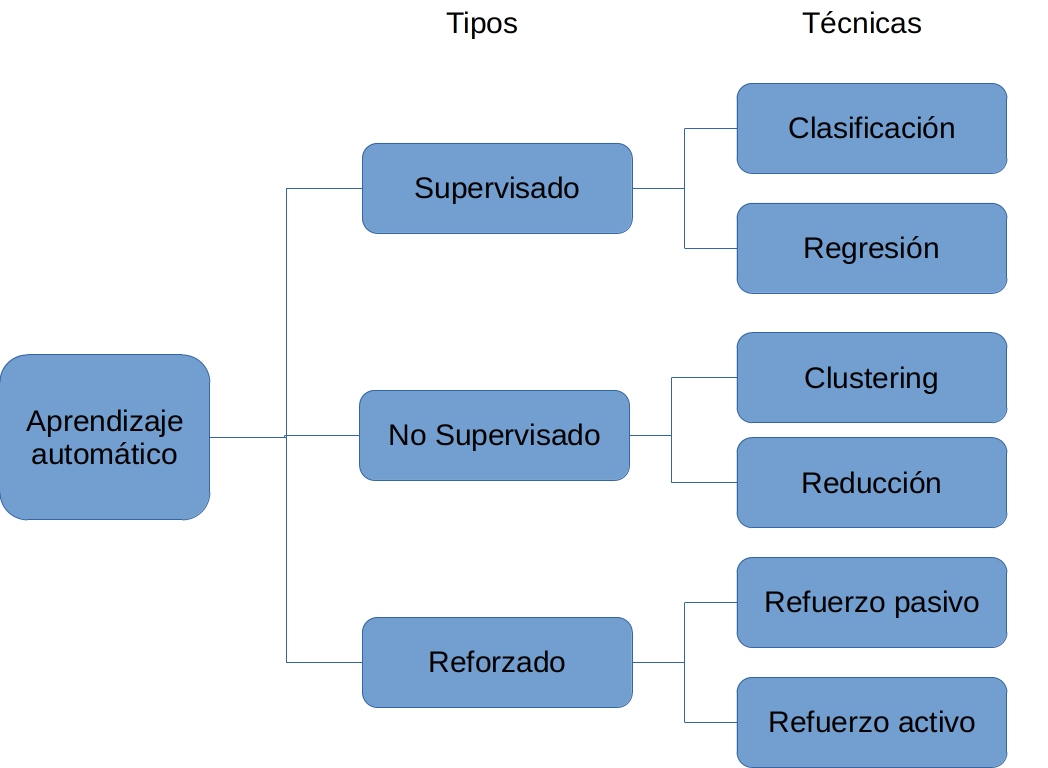 Tipos
Técnicas
Clasificación
Supervisado
Regresión
Clustering
Aprendizaje
automático
No Supervisado
Reducción
Refuerzo pasivo
Reforzado
Refuerzo activo